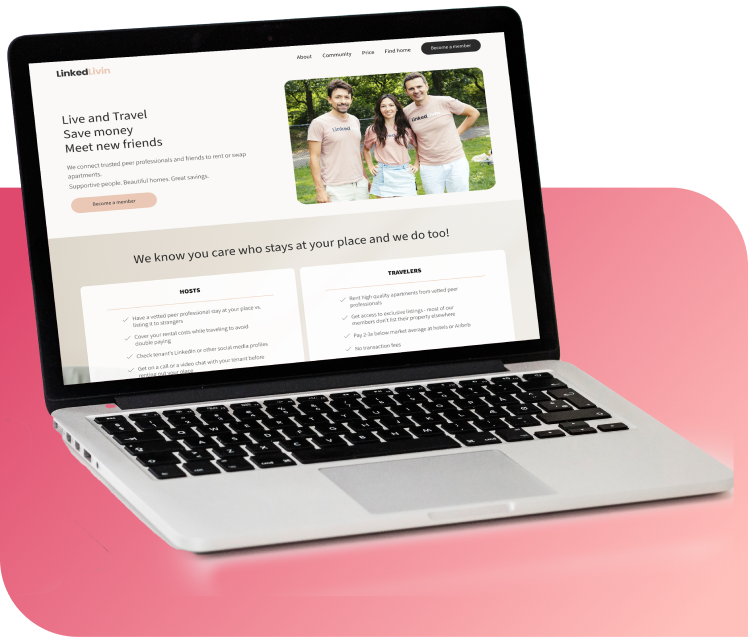 LinkedLivin
About Community Price Find home Become a member
Live and Travel
Save money
Meet new friends
We connect trusted peer professionals and friends to rent or swap
apartments.
Supportive people. Beautiful homes. Great savings.
Become a member
Linked
Linked
We know you care who stays at your place and we do too!
HOSTS
Have a vetted peer professional stay at your place vs.
listing it to strangers
Cover your rental costs while traveling to avoid
double paying
Check tenant's LinkedIn or other social media profiles
Get on a call or a video chat with your tenant before
renting out your place
TRAVELERS
Rent high quality apartments from vetted peer
professionals
Get access to exclusive listings - most of our
members don't list their property elsewhere
Pay 2-3x below market average at hotels or AirBnb
No transaction fees